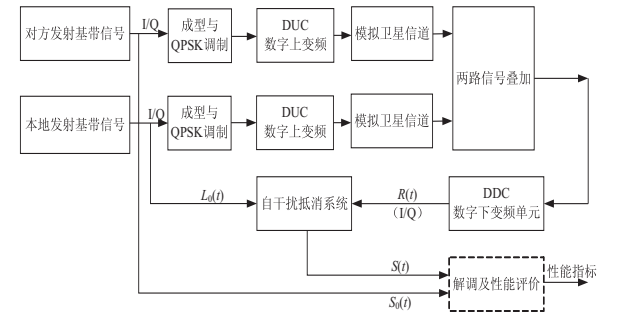 对方发射基带信号
I/Q
成型与
QPSK调制
DUC
数字上变频
模拟卫星信道
两路信号叠加
本地发射基带信号
I/Q
成型与
QPSK调制
DUC
数字上变频
模拟卫星信道
L₀(t)
自干扰抵消系统
R(t)
（I/Q）
DDC
数字下变频单元
S(t)
S₀(t)
解调及性能评价
性能指标